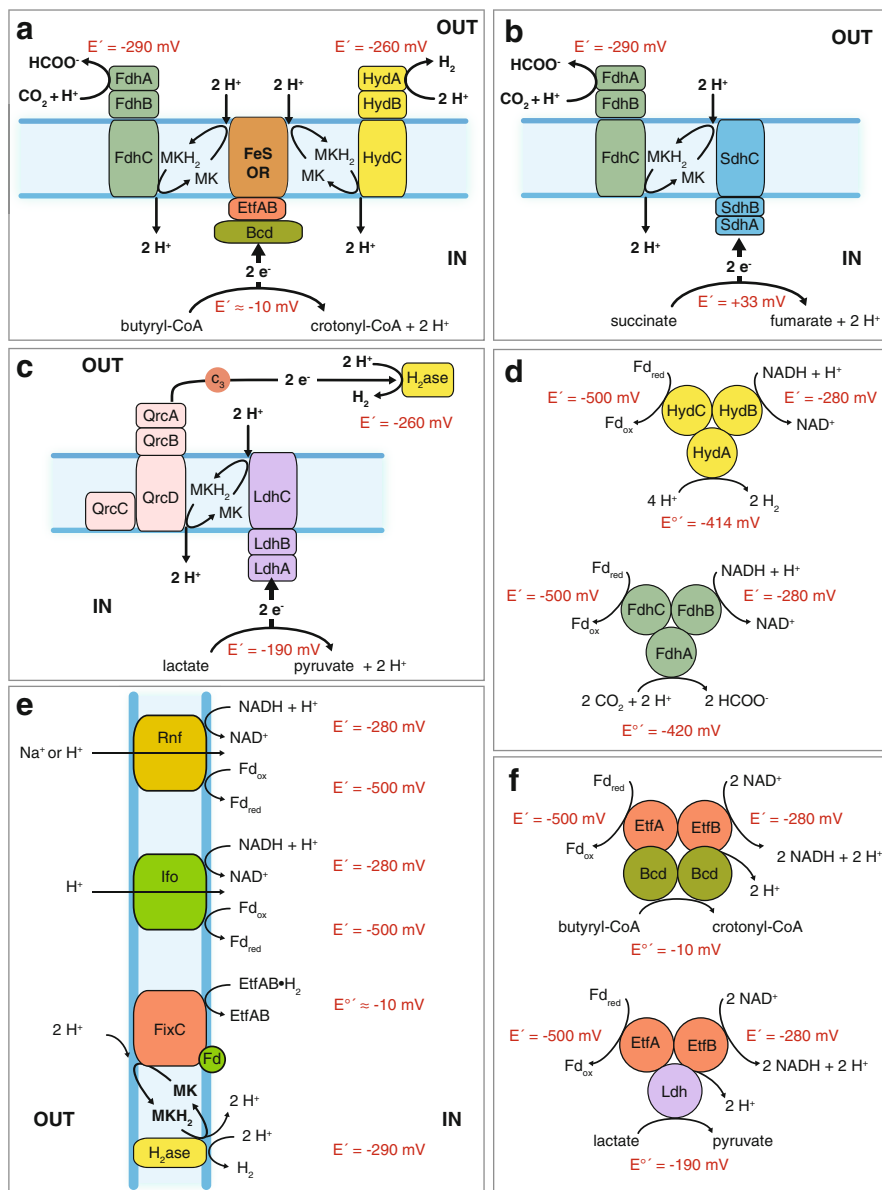 a
OUT
E´ = -290 mV
E´ = -260 mV
HCOO⁻
FdhA
HydA
H₂
CO₂ + H⁺
FdhB
2 H⁺
2 H⁺
HydB
2 H⁺
FdhC
MKH₂
MK
FeS
OR
MKH₂
MK
HydC
EtfAB
Bcd
2 H⁺
2 H⁺
IN
2 e⁻
E´ ≈ -10 mV
butyryl-CoA
crotonyl-CoA + 2 H⁺
b
OUT
E´ = -290 mV
HCOO⁻
FdhA
CO₂ + H⁺
FdhB
2 H⁺
FdhC
MKH₂
MK
SdhC
SdhB
SdhA
2 H⁺
IN
2 e⁻
E´ = +33 mV
succinate
fumarate + 2 H⁺
c
OUT
c₃
2 e⁻
2 H⁺
H₂
H₂ase
E´ = -260 mV
QrcA
QrcB
2 H⁺
QrcC
QrcD
MKH₂
MK
LdhC
LdhB
LdhA
2 H⁺
IN
2 e⁻
E´ = -190 mV
lactate
pyruvate + 2 H⁺
d
Fd_red
NADH + H⁺
E´ = -500 mV
E´ = -280 mV
HydC
HydB
Fd_ox
NAD⁺
HydA
4 H⁺
2 H₂
E°´ = -414 mV
Fd_red
NADH + H⁺
E´ = -500 mV
E´ = -280 mV
FdhC
FdhB
Fd_ox
NAD⁺
FdhA
2 CO₂ + 2 H⁺
2 HCOO⁻
E°´ = -420 mV
e
NADH + H⁺
Rnf
E´ = -280 mV
NAD⁺
Na⁺ or H⁺
Fd_ox
E´ = -500 mV
Fd_red
NADH + H⁺
Ifo
E´ = -280 mV
NAD⁺
H⁺
Fd_ox
E´ = -500 mV
Fd_red
EtfAB•H₂
E°´ ≈ -10 mV
EtfAB
FixC
2 H⁺
Fd
MK
MKH₂
2 H⁺
OUT
IN
2 H⁺
H₂ase
E´ = -290 mV
H₂
f
Fd_red
2 NAD⁺
E´ = -500 mV
EtfA
EtfB
E´ = -280 mV
Fd_ox
2 NADH + 2 H⁺
Bcd
Bcd
2 H⁺
butyryl-CoA
crotonyl-CoA
E°´ = -10 mV
Fd_red
2 NAD⁺
E´ = -500 mV
EtfA
EtfB
E´ = -280 mV
Fd_ox
2 NADH + 2 H⁺
Ldh
2 H⁺
lactate
pyruvate
E°´ = -190 mV